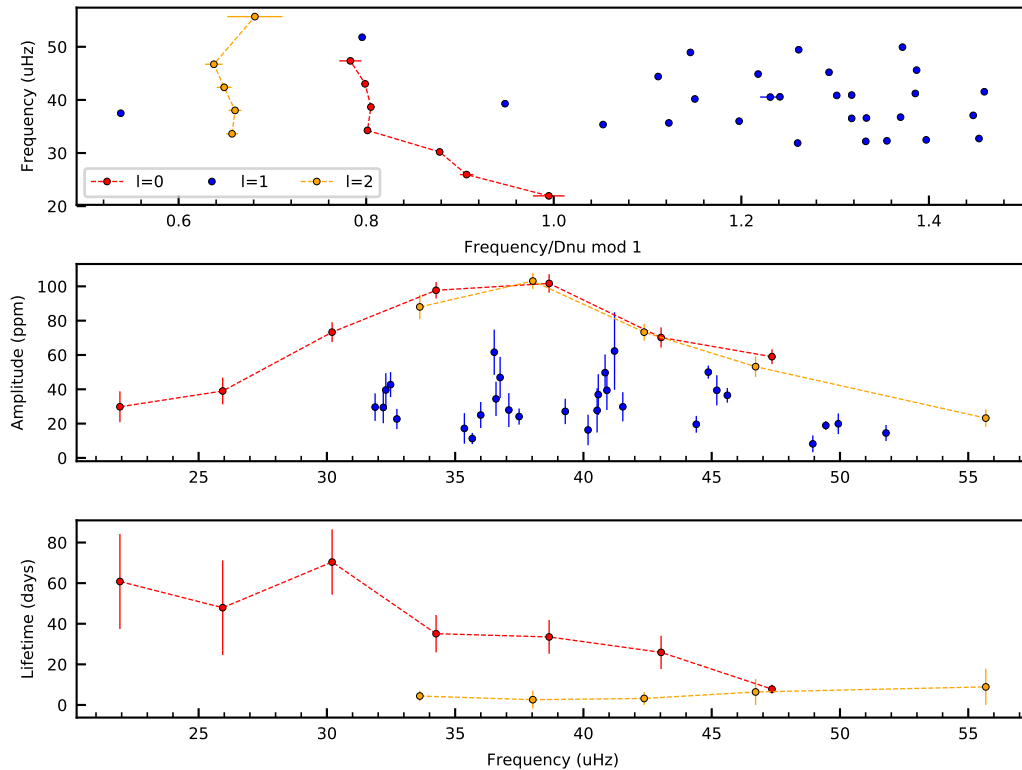 Frequency (uHz)
50
40
30
20
l=0 l=1 l=2
0.6 0.8 1.0 1.2 1.4
Frequency/Dnu mod 1
Amplitude (ppm)
100
80
60
40
20
0
25 30 35 40 45 50 55
Lifetime (days)
80
60
40
20
0
25 30 35 40 45 50 55
Frequency (uHz)